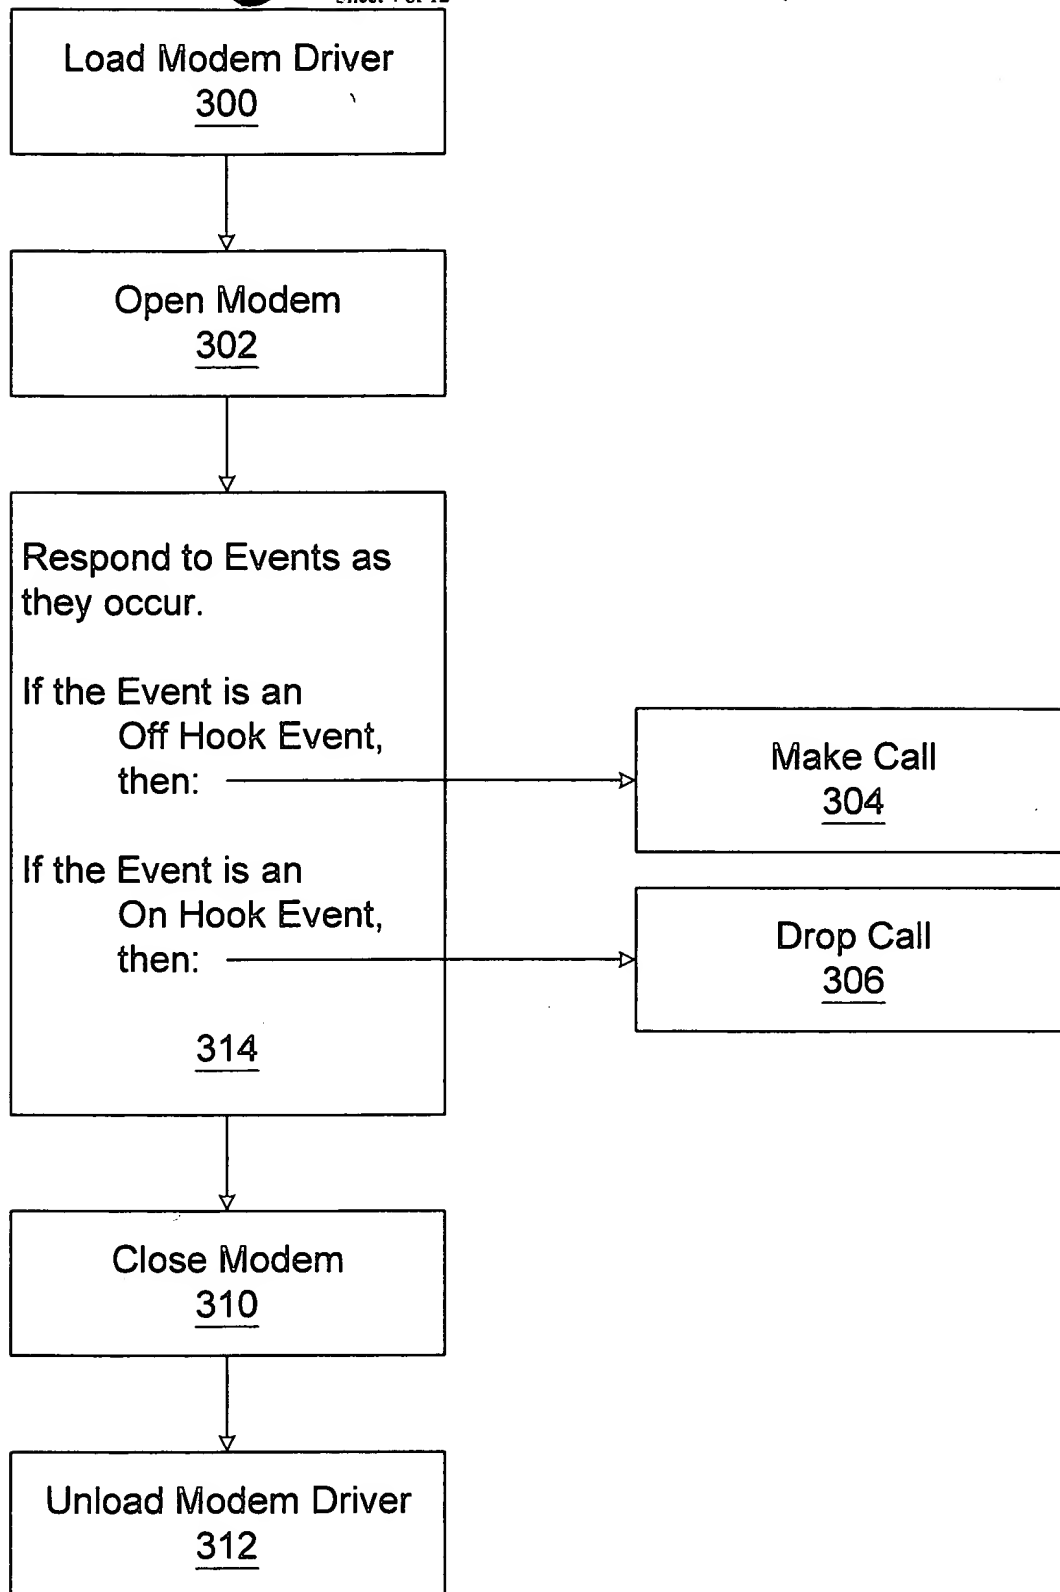 Load Modem Driver
300
Open Modem
302
Respond to Events as
they occur.
If the Event is an
Off Hook Event,
then:
If the Event is an
On Hook Event,
then:
314
Make Call
304
Drop Call
306
Close Modem
310
Unload Modem Driver
312